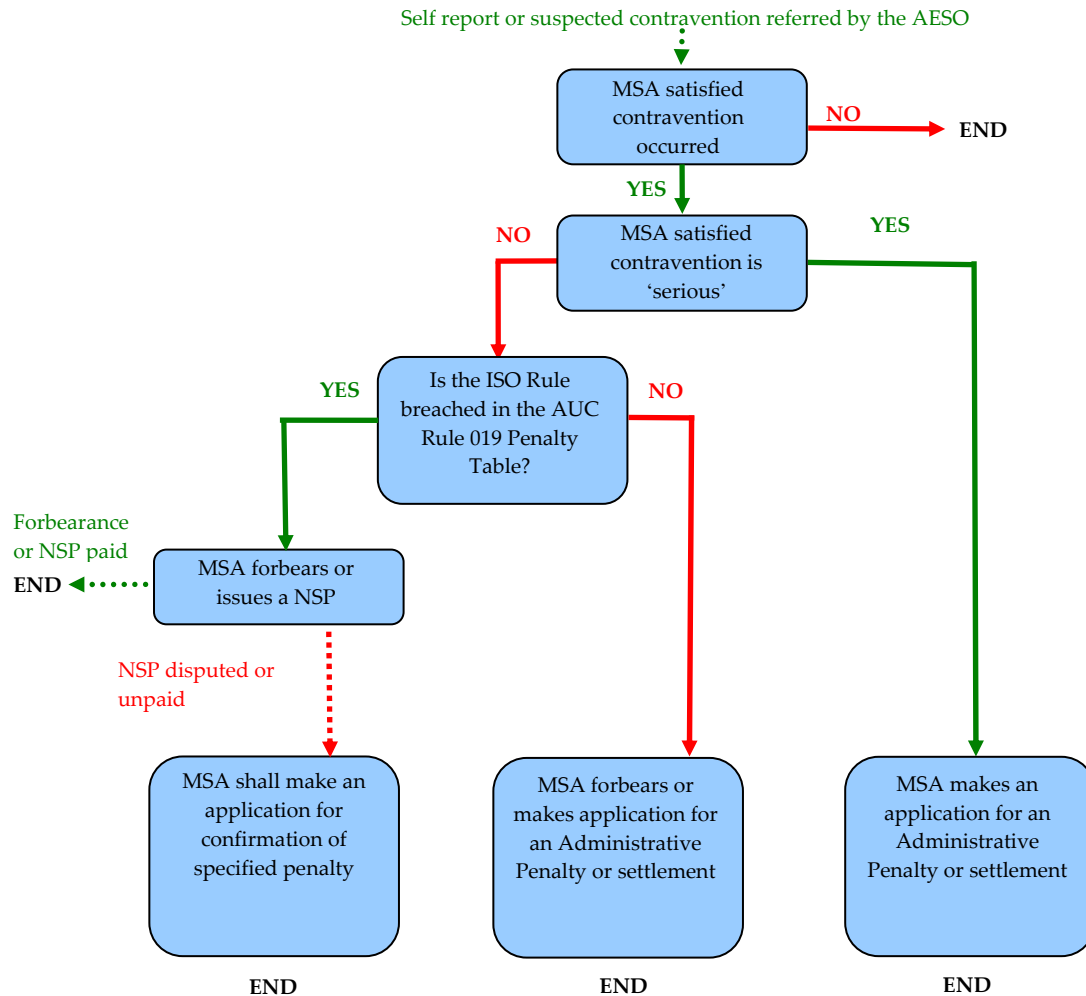 Self report or suspected contravention referred by the AESO
MSA satisfied
contravention
occurred
NO
END
YES
NO
MSA satisfied
contravention is
‘serious’
YES
YES
Is the ISO Rule
breached in the AUC
Rule 019 Penalty
Table?
NO
Forbearance
or NSP paid
END
MSA forbears or
issues a NSP
NSP disputed or
unpaid
MSA shall make an
application for
confirmation of
specified penalty
MSA forbears or
makes application for
an Administrative
Penalty or settlement
MSA makes an
application for an
Administrative
Penalty or settlement
END
END
END